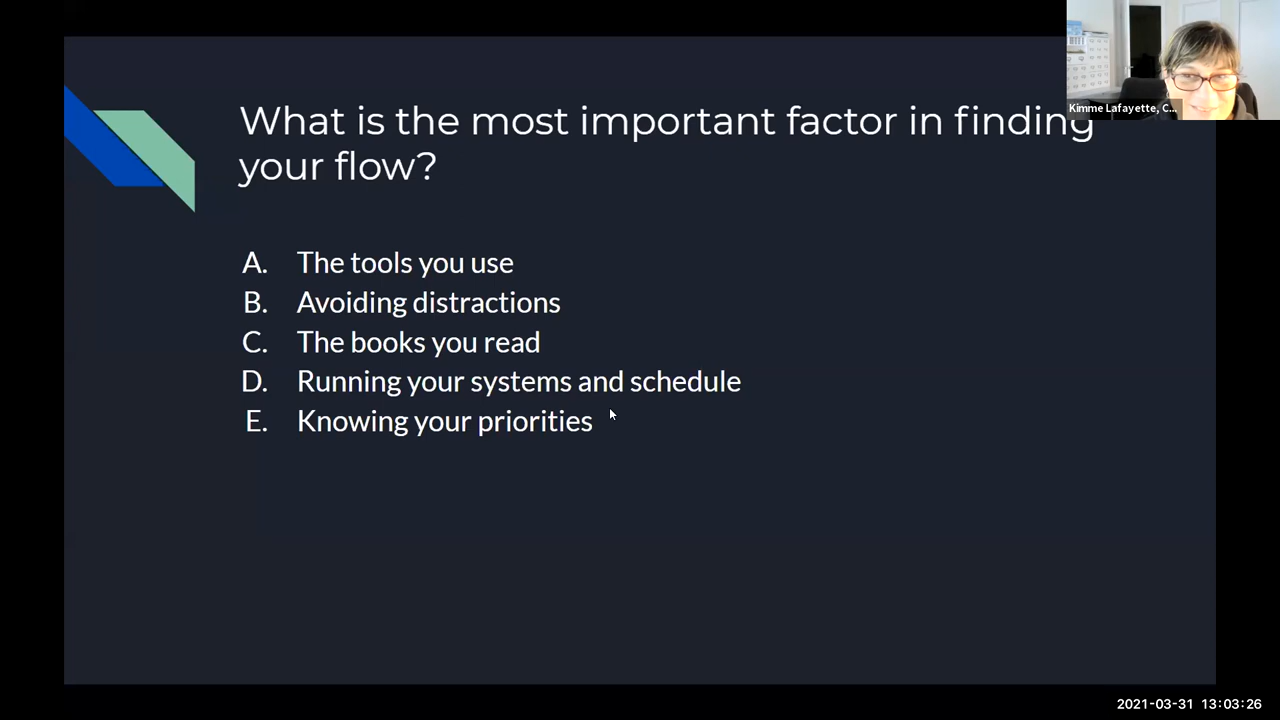 What is the most important factor in finding
your flow?
A. The tools you use
B. Avoiding distractions
C. The books you read
D. Running your systems and schedule
E. Knowing your priorities
Kimme Lafayette, C...
2021-03-31 13:03:26